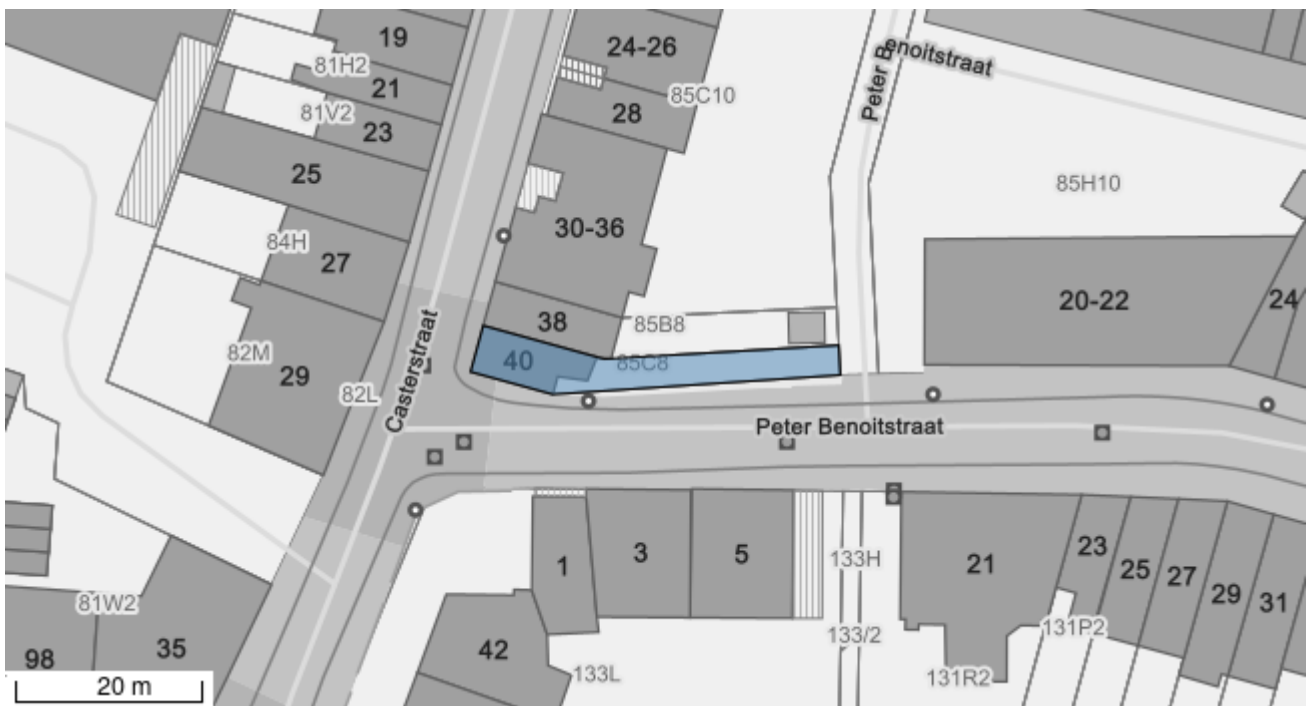 19
24-26
Peter B
enoitstraat
81H2
21
85C10
81V2
23
28
25
85H10
84H
27
30-36
20-22
24
38
85B8
Casterstraat
82M
29
40
85C8
82L
Peter Benoitstraat
1
3
5
133H
21
23
25
27
29
31
81W2
98
35
42
133L
133/2
131R2
131P2
20 m